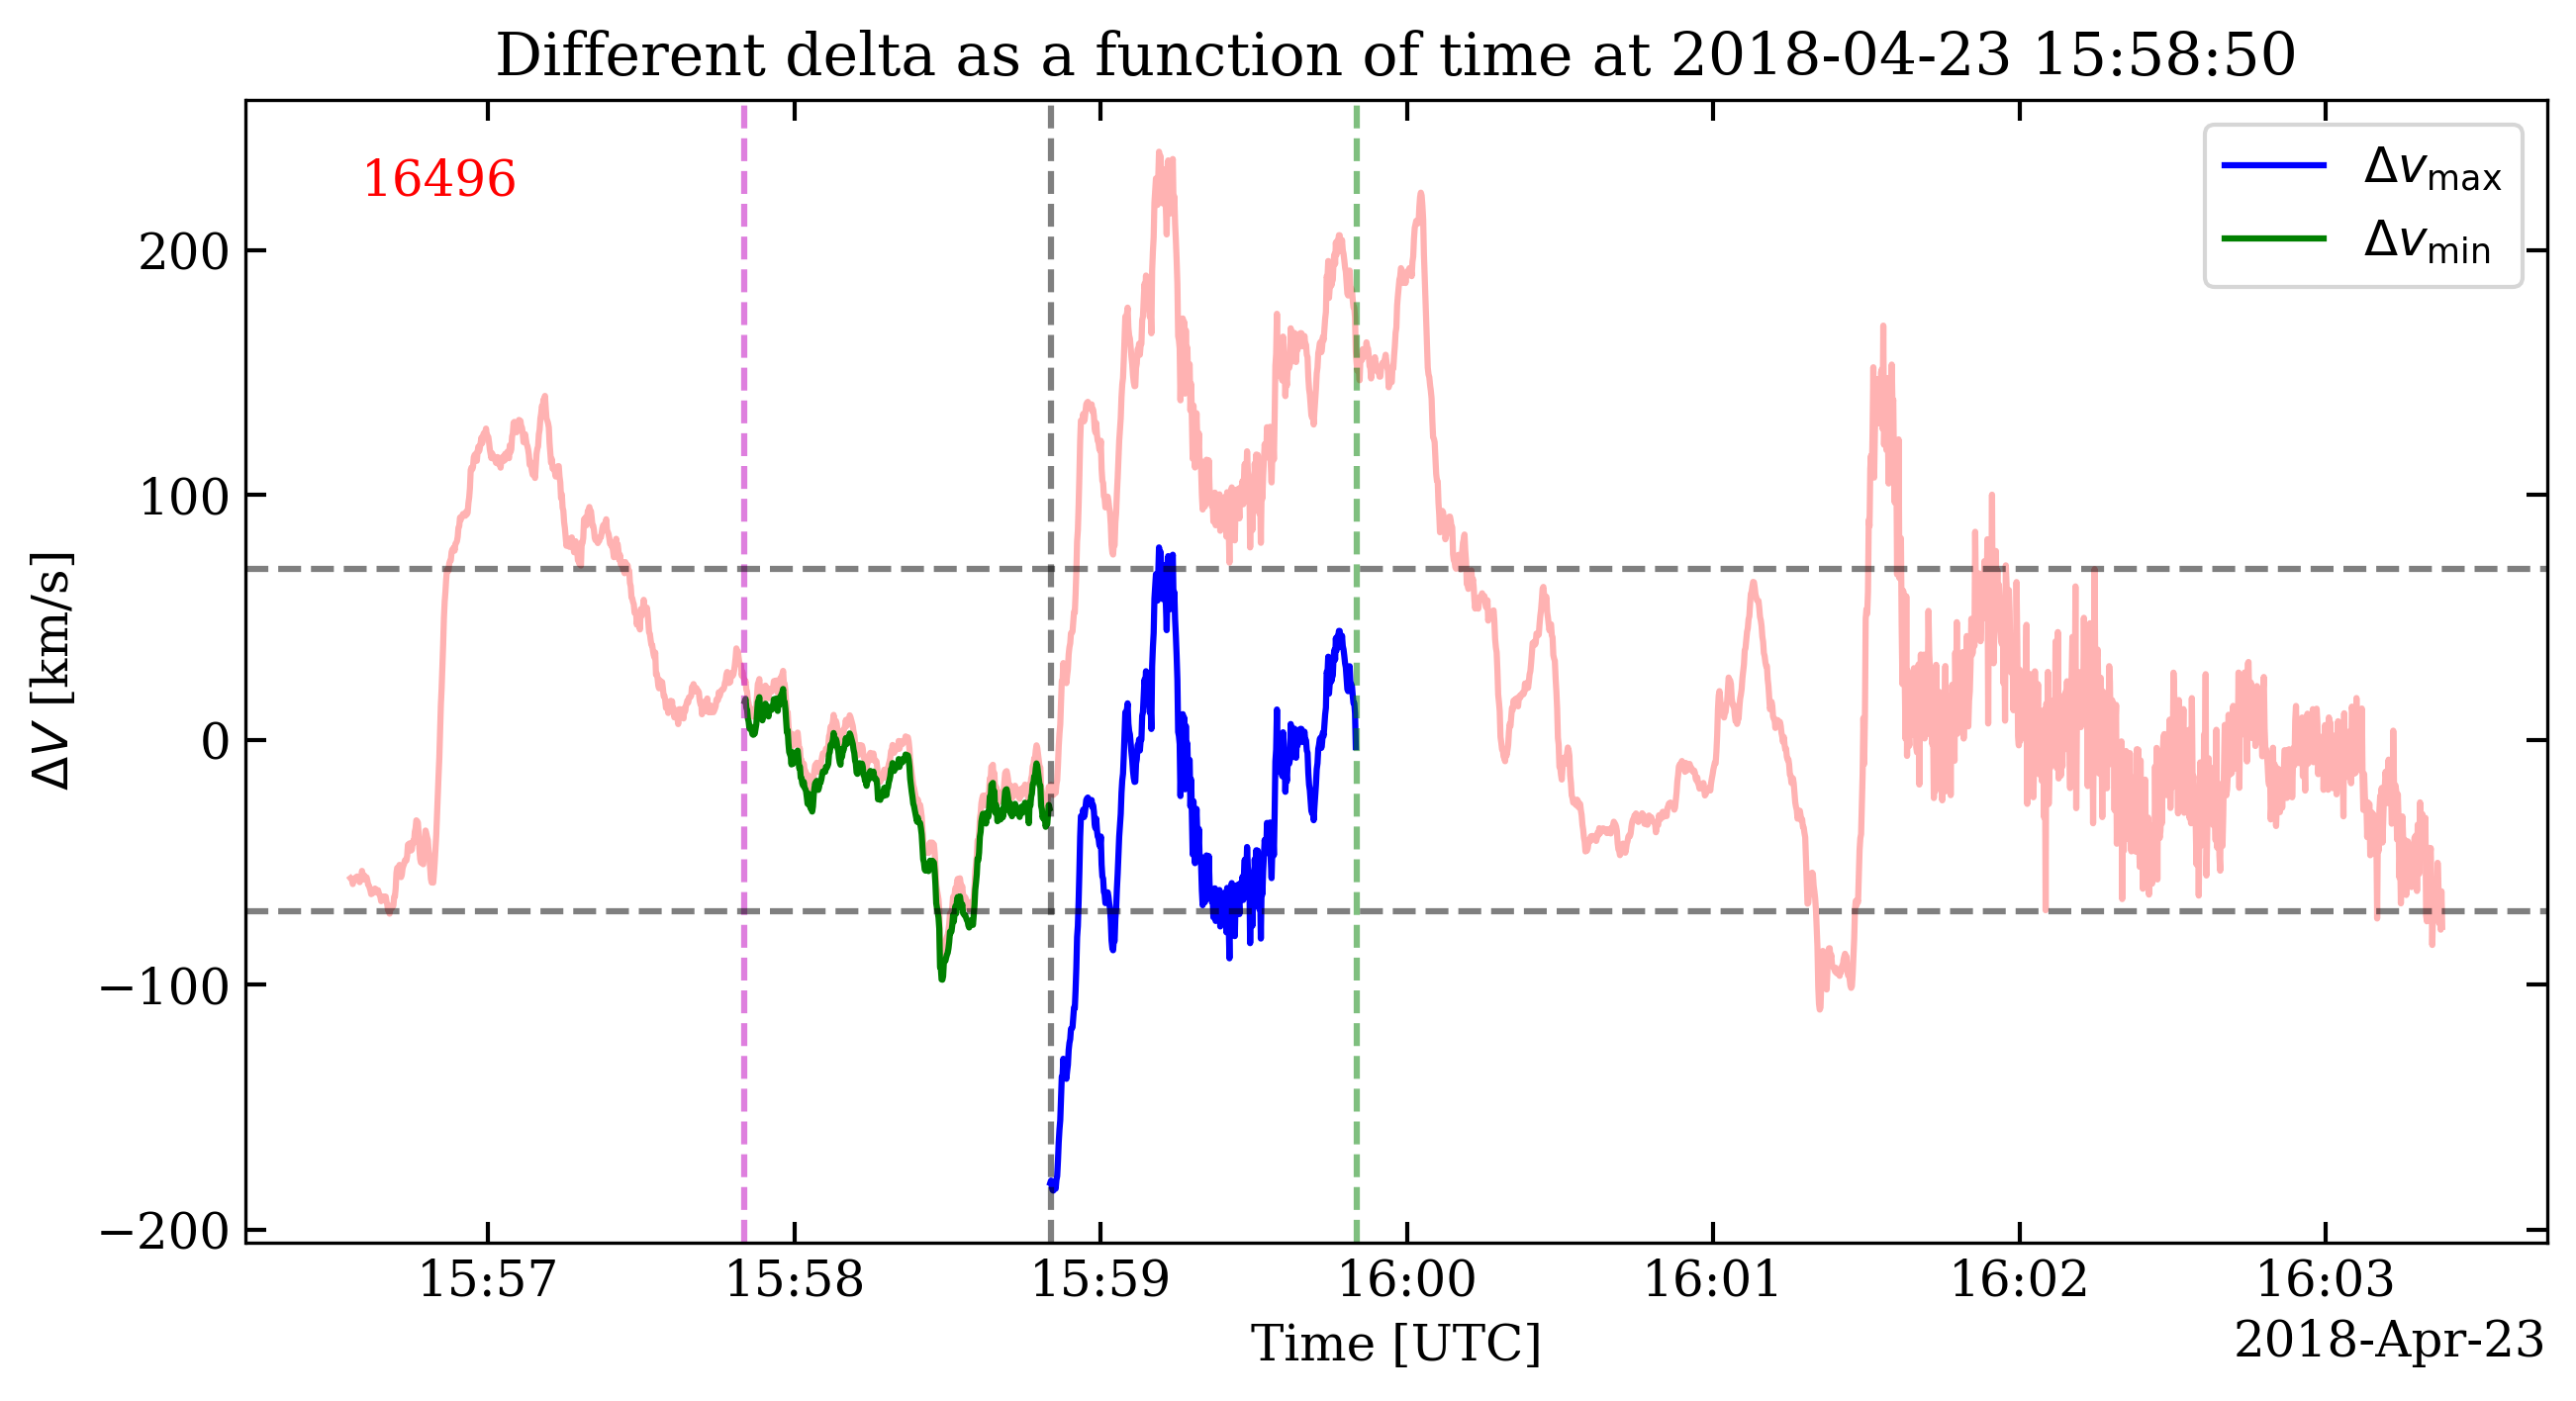 Different delta as a function of time at 2018-04-23 15:58:50
16496
Δv_max
Δv_min
200
100
0
−100
−200
ΔV [km/s]
15:57 15:58 15:59 16:00 16:01 16:02 16:03
Time [UTC]
2018-Apr-23